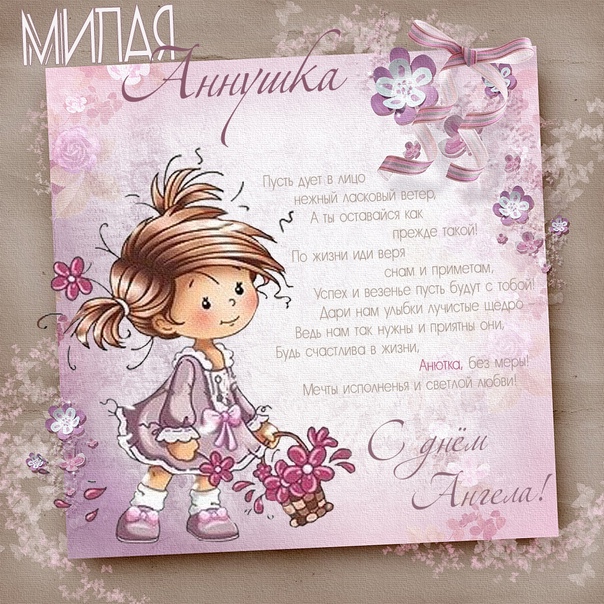 МИЛАЯ
Аннушка
Пусть дует в лицо
нежный ласковый ветер,
А ты оставайся как
прежде такой!
По жизни иди веря
снам и приметам,
Успех и везенье пусть будут с тобой!
Дари нам улыбки лучистые щедро –
Ведь нам так нужны и приятны они,
Будь счастлива в жизни,
Анютка, без меры!
Мечты исполненья и светлой любви!
С днём
Ангела!